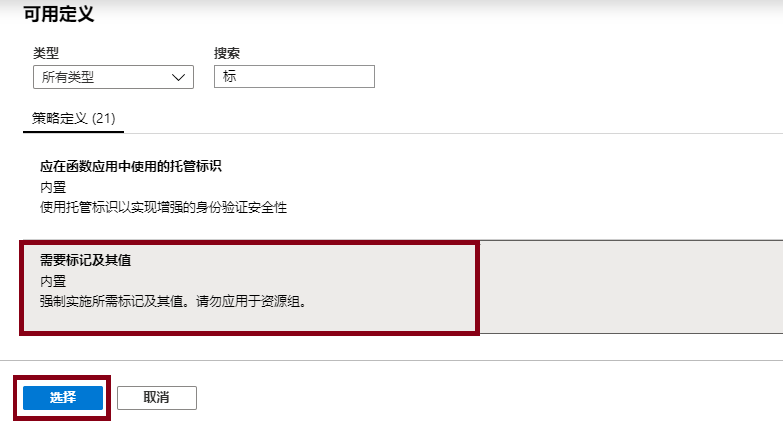 可用定义
类型
搜索
所有类型
标
策略定义 (21)
应在函数应用中使用的托管标识
内置
使用托管标识以实现增强的身份验证安全性
需要标记及其值
内置
强制实施所需标记及其值。请勿应用于资源组。
选择
取消